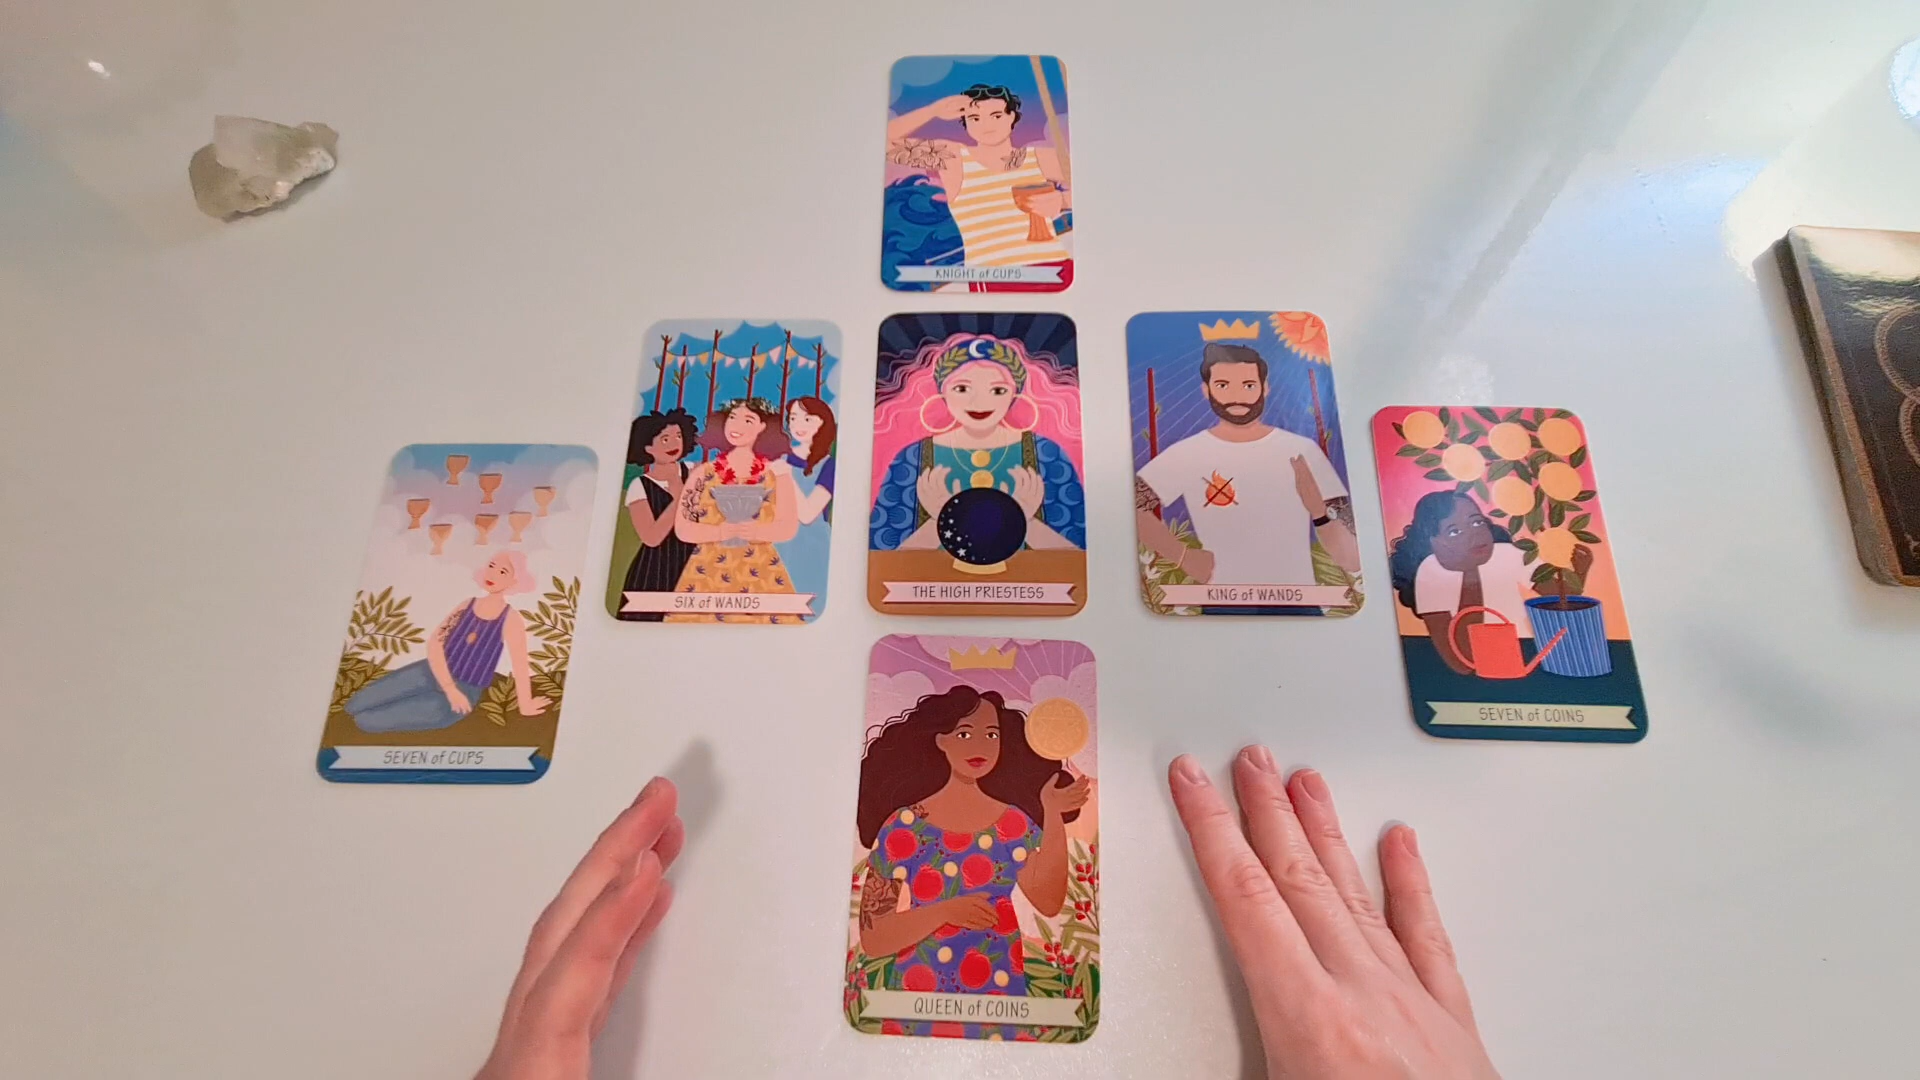 KNIGHT of CUPS
SIX of WANDS
THE HIGH PRIESTESS
KING of WANDS
SEVEN of CUPS
SEVEN of COINS
QUEEN of COINS